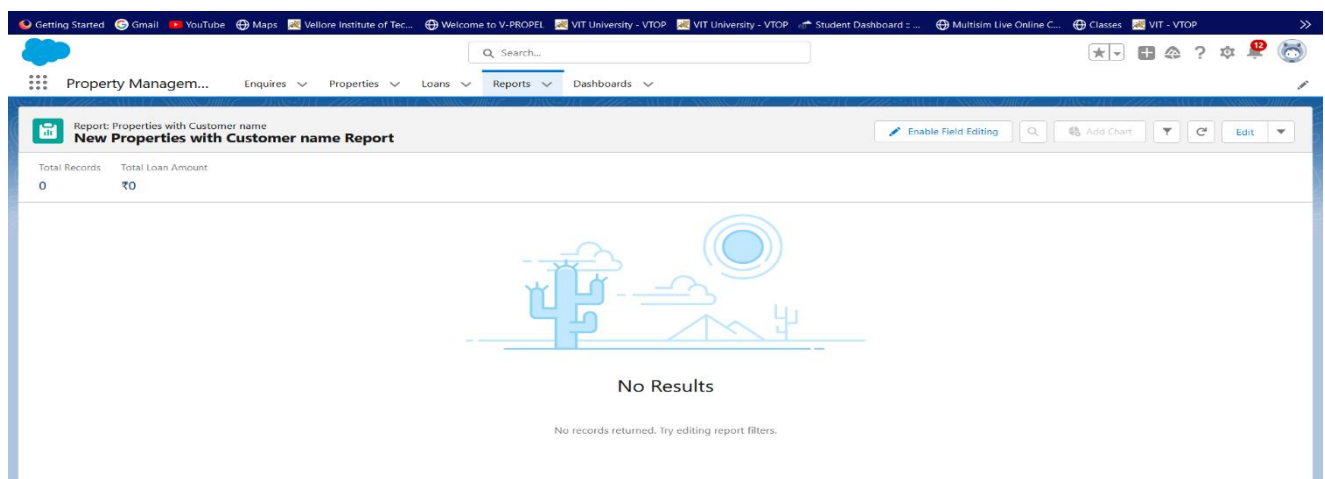 Getting Started Gmail YouTube Maps Vellore Institute of Tec... Welcome to V-PROPEL VIT University - VTOP VIT University - VTOP Student Dashboard :: ... Multisim Live Online C... Classes VIT - VTOP
Search...
12
Property Managem... Enquires Properties Loans Reports Dashboards
Report: Properties with Customer name
New Properties with Customer name Report
Enable Field Editing Add Chart Edit
Total Records Total Loan Amount
0 ₹0
No Results
No records returned. Try editing report filters.